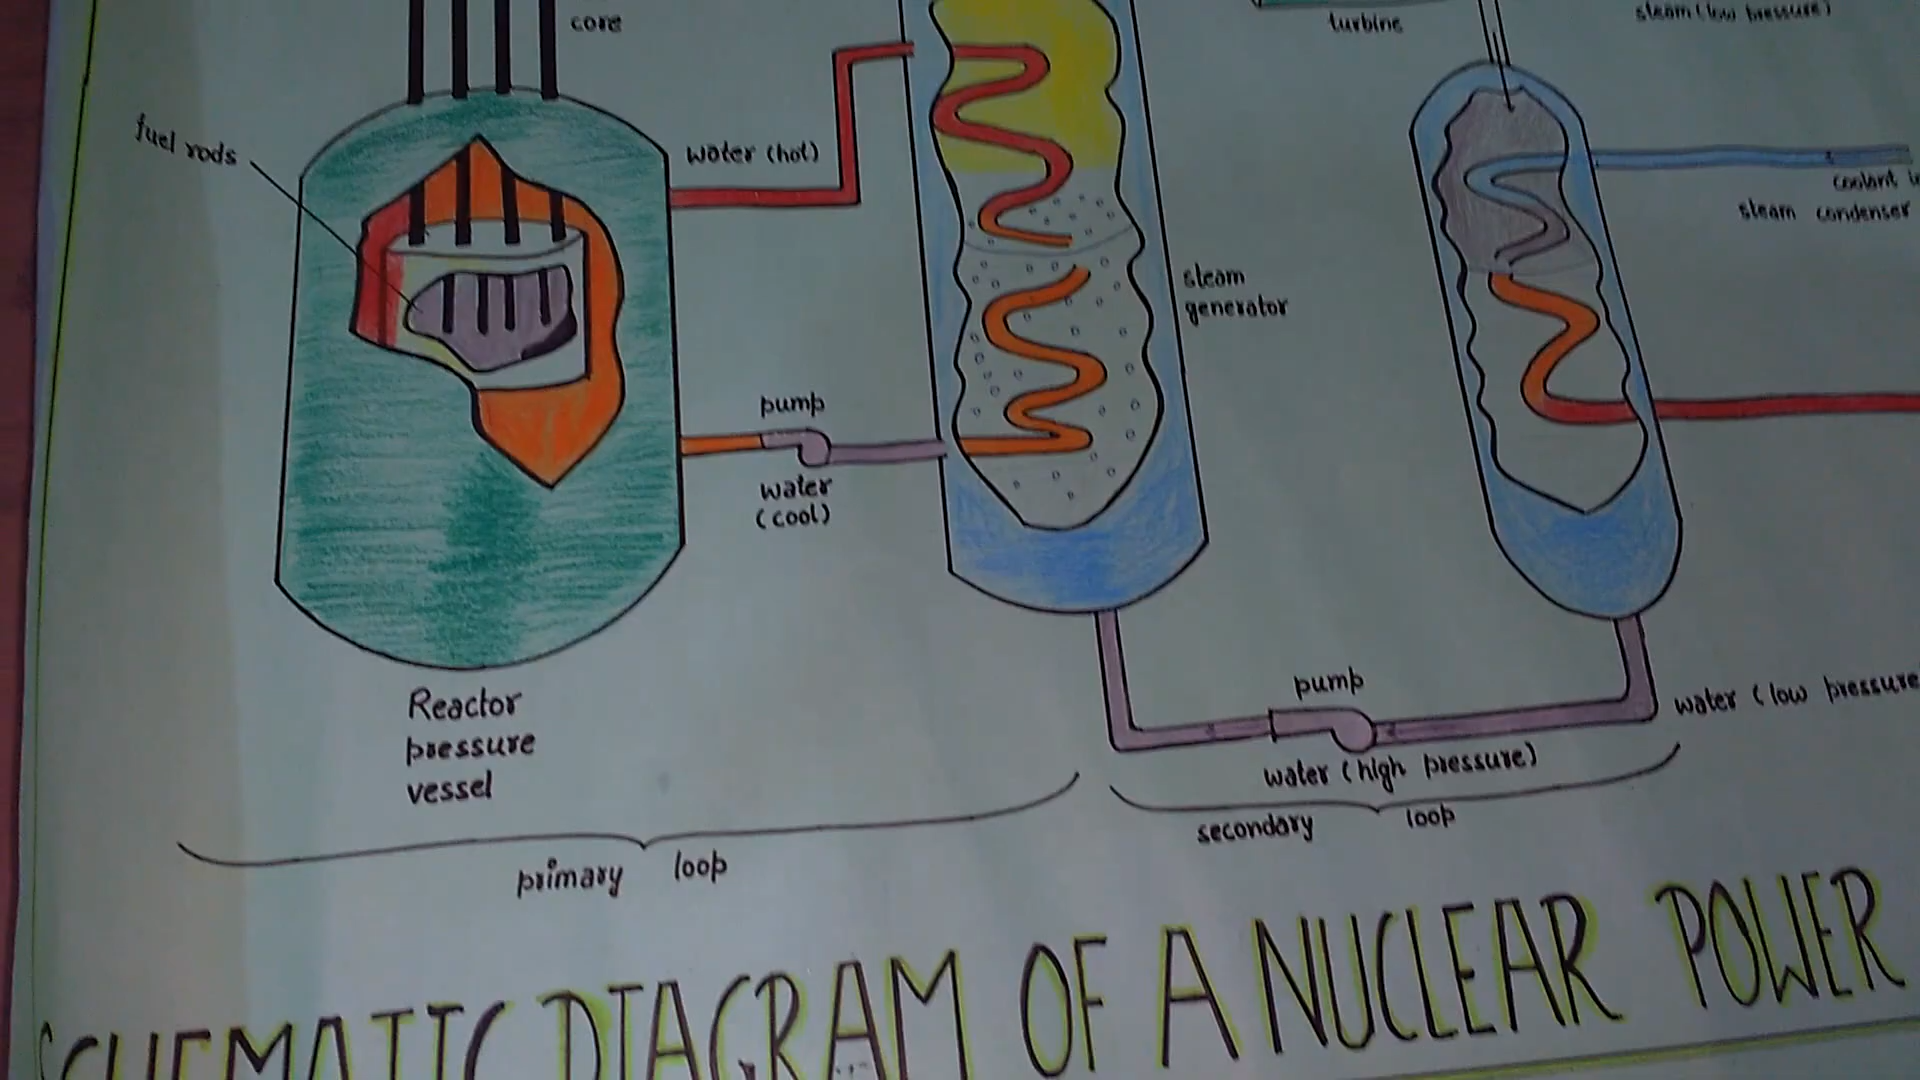 core
turbine
steam (low pressure)
fuel rods
water (hot)
coolant
steam condenser
steam
generator
pump
water
(cool)
pump
water (low pressure
water (high pressure)
Reactor
pressure
vessel
secondary loop
primary loop
SCHEMATIC DIAGRAM OF A NUCLEAR POWER